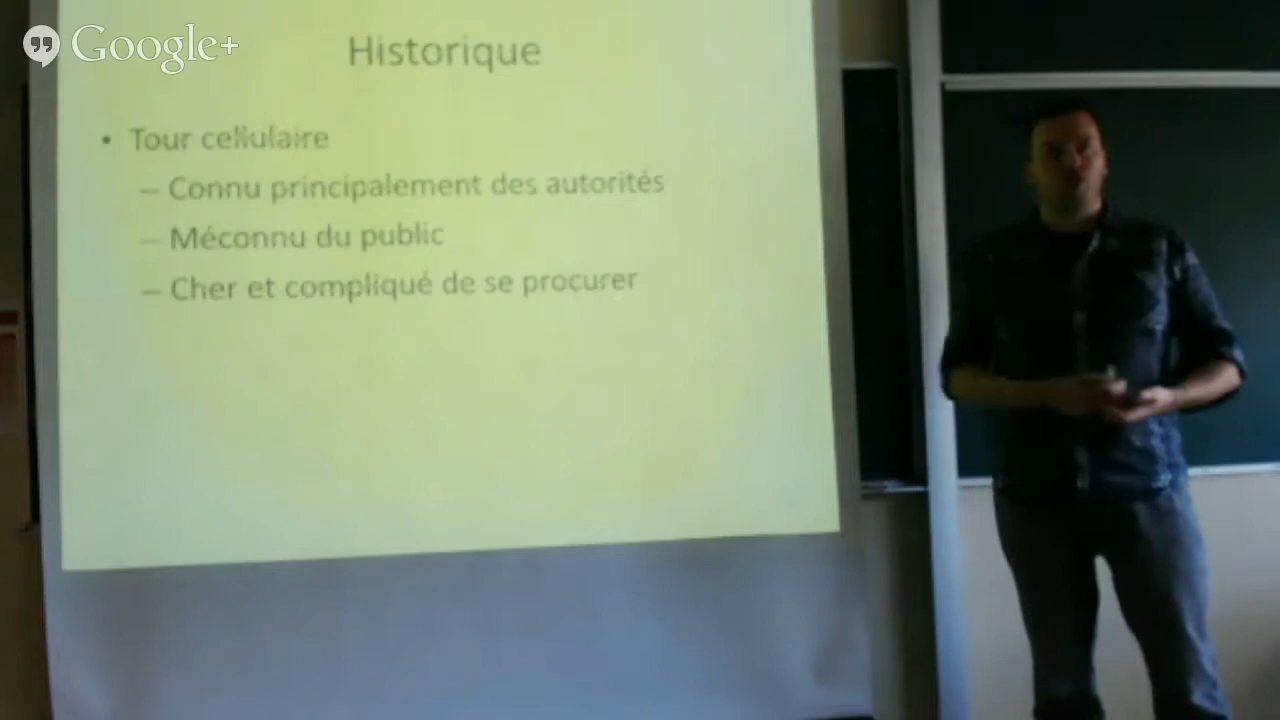 Google+
Historique
• Tour cellulaire
– Connu principalement des autorités
– Méconnu du public
– Cher et compliqué de se procurer